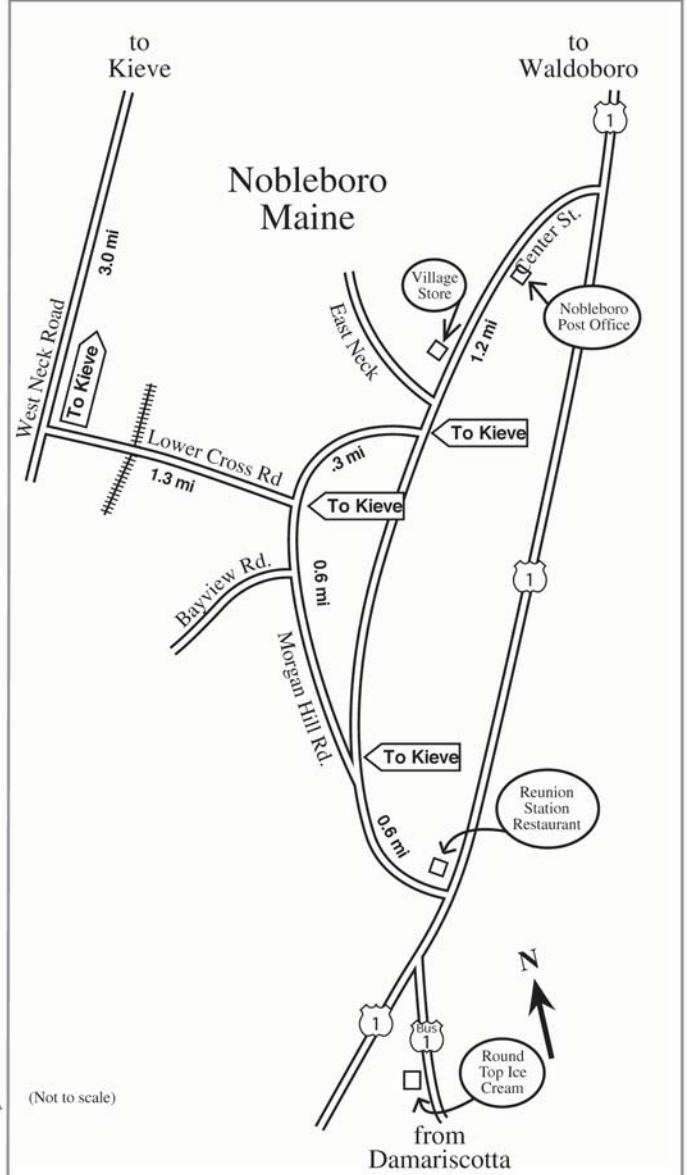 to
Kieve
to
Waldoboro
1
Nobleboro
Maine
3.0 mi
Center St.
Village
Store
Nobleboro
Post Office
East Neck
1.2 mi
West Neck Road
To Kieve
Lower Cross Rd
1.3 mi
.3 mi
To Kieve
To Kieve
0.6 mi
Bayview Rd.
1
Morgan Hill Rd.
To Kieve
Reunion
Station
Restaurant
0.6 mi
N
1
Bus
1
Round
Top Ice
Cream
(Not to scale)
from
Damariscotta